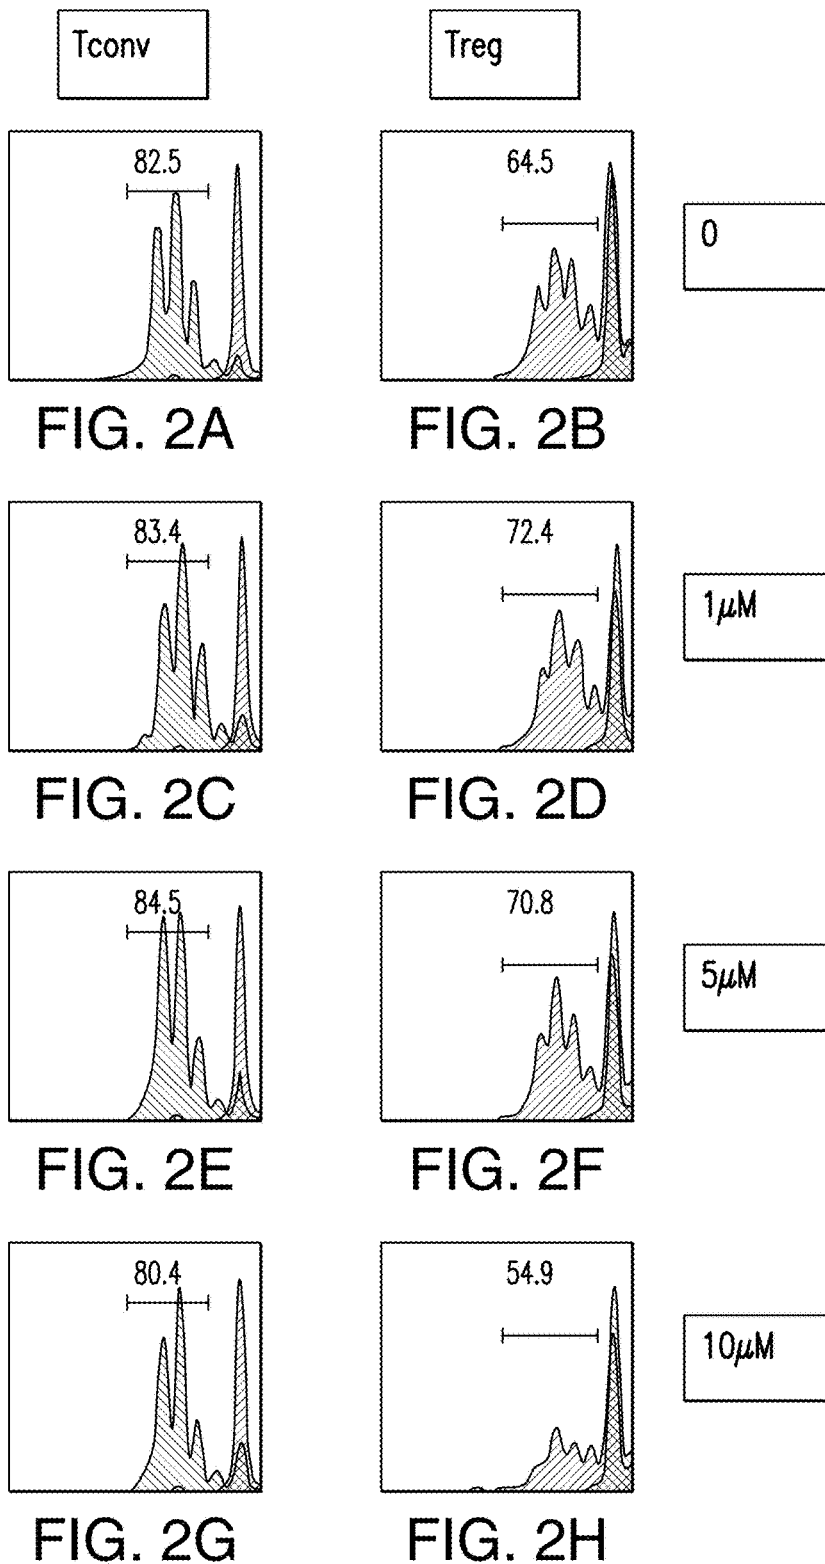 Tconv
Treg
82.5
64.5
0
FIG. 2A
FIG. 2B
83.4
72.4
1μM
FIG. 2C
FIG. 2D
84.5
70.8
5μM
FIG. 2E
FIG. 2F
80.4
54.9
10μM
FIG. 2G
FIG. 2H